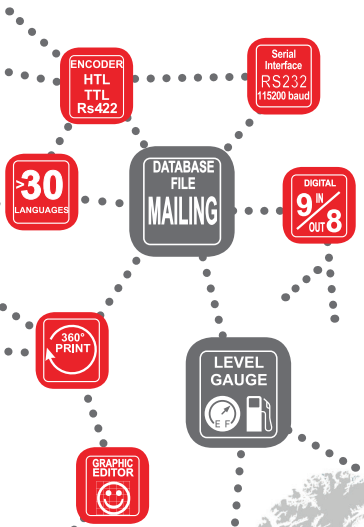 ENCODER
HTL
TTL
Rs422
Serial
Interface
RS232
115200 baud
>30
LANGUAGES
DATABASE
FILE
MAILING
DIGITAL
9 IN
OUT 8
360°
PRINT
LEVEL
GAUGE
E F
GRAPHIC
EDITOR